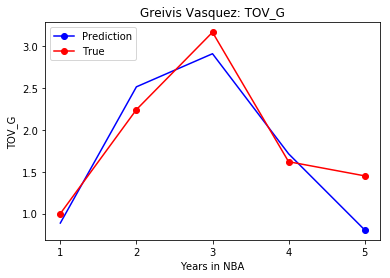 Greivis Vasquez: TOV_G
Prediction
True
3.0
2.5
2.0
1.5
1.0
TOV_G
1
2
3
4
5
Years in NBA